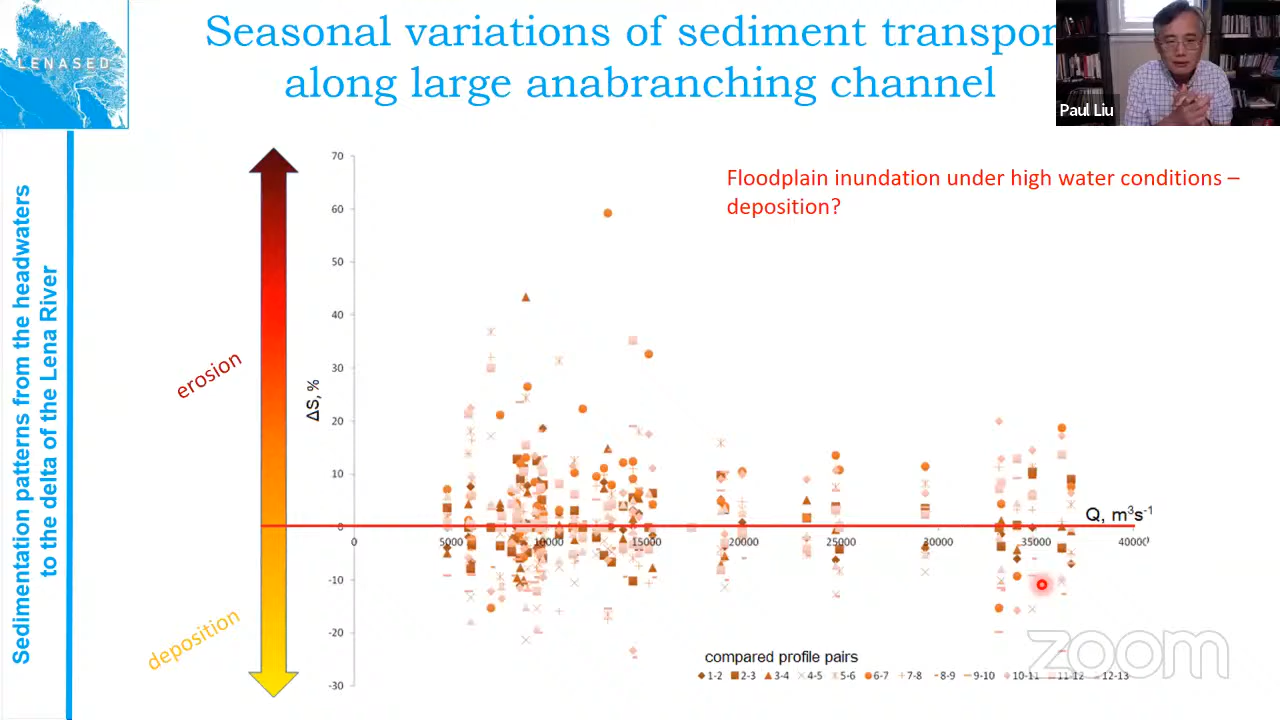 LENASED
Seasonal variations of sediment transpor
along large anabranching channel
Paul Liu
Sedimentation patterns from the headwaters
to the delta of the Lena River
Floodplain inundation under high water conditions –
deposition?
erosion
deposition
ΔS, %
70
60
50
40
30
20
10
0
-10
-20
-30
0 5000 10000 15000 20000 25000 30000 35000 40000
Q, m³s⁻¹
compared profile pairs
1-2 2-3 3-4 4-5 5-6 6-7 7-8 8-9 9-10 10-11 11-12 12-13
zoom